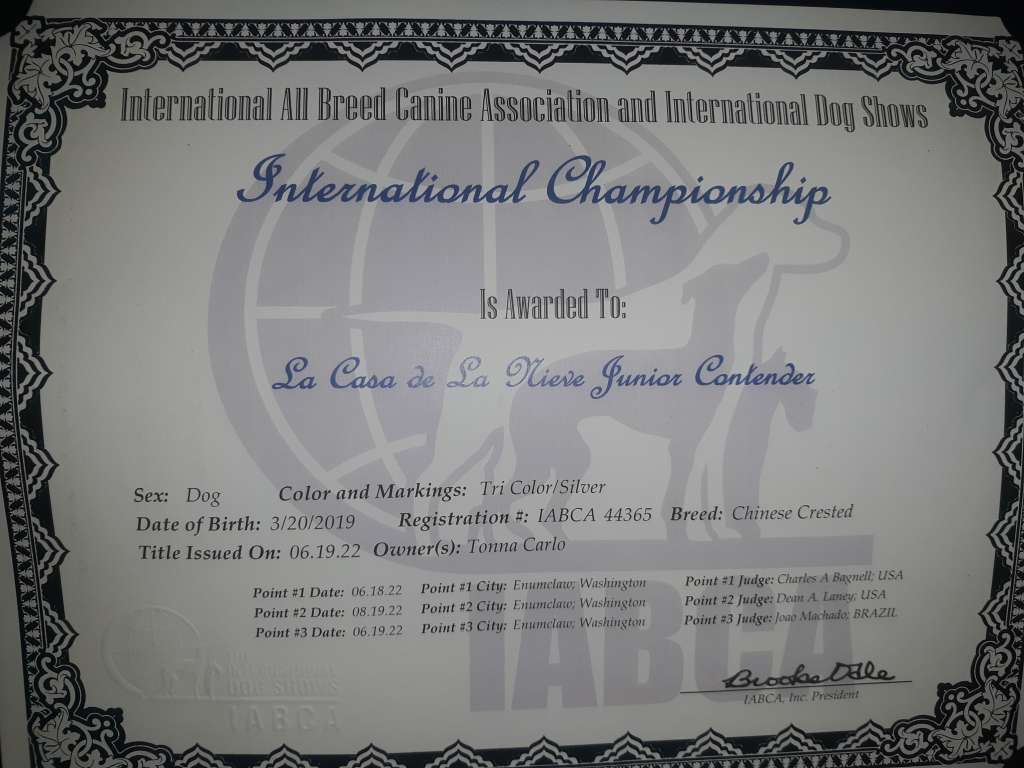 International All Breed Canine Association and International Dog Shows
International Championship
Is Awarded To:
La Casa de La Nieve Junior Contender
Sex: Dog Color and Markings: Tri Color/Silver
Date of Birth: 3/20/2019 Registration #: IABCA 44365 Breed: Chinese Crested
Title Issued On: 06.19.22 Owner(s): Tonna Carlo
Point #1 Date: 06.18.22 Point #1 City: Enumclaw; Washington Point #1 Judge: Charles A Bagnell; USA
Point #2 Date: 08.19.22 Point #2 City: Enumclaw; Washington Point #2 Judge: Dean A. Laney; USA
Point #3 Date: 06.19.22 Point #3 City: Enumclaw; Washington Point #3 Judge: Joao Machado; BRAZIL
IABCA
international
dog shows
IABCA
IABCA, Inc. President